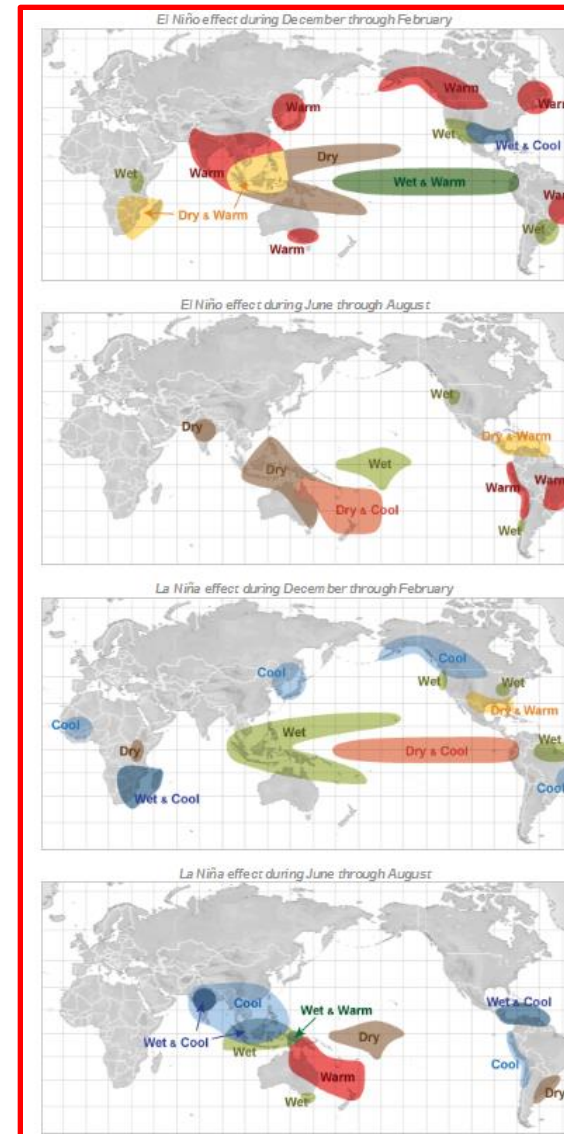 El Niño effect during December through February
Warm
Warm
Warm
Wet
Wet & Cool
Dry
Warm
Wet
Wet & Warm
Dry & Warm
Warm
Wet
Warm
El Niño effect during June through August
Wet
Dry
Dry & Warm
Dry
Wet
Warm
Warm
Dry & Cool
Wet
La Niña effect during December through February
Cool
Cool
Wet
Wet
Dry & Warm
Cool
Wet
Dry
Dry & Cool
Wet
Wet & Cool
Cool
La Niña effect during June through August
Cool
Wet & Warm
Wet & Cool
Wet & Cool
Wet
Dry
Cool
Warm
Wet
Dry